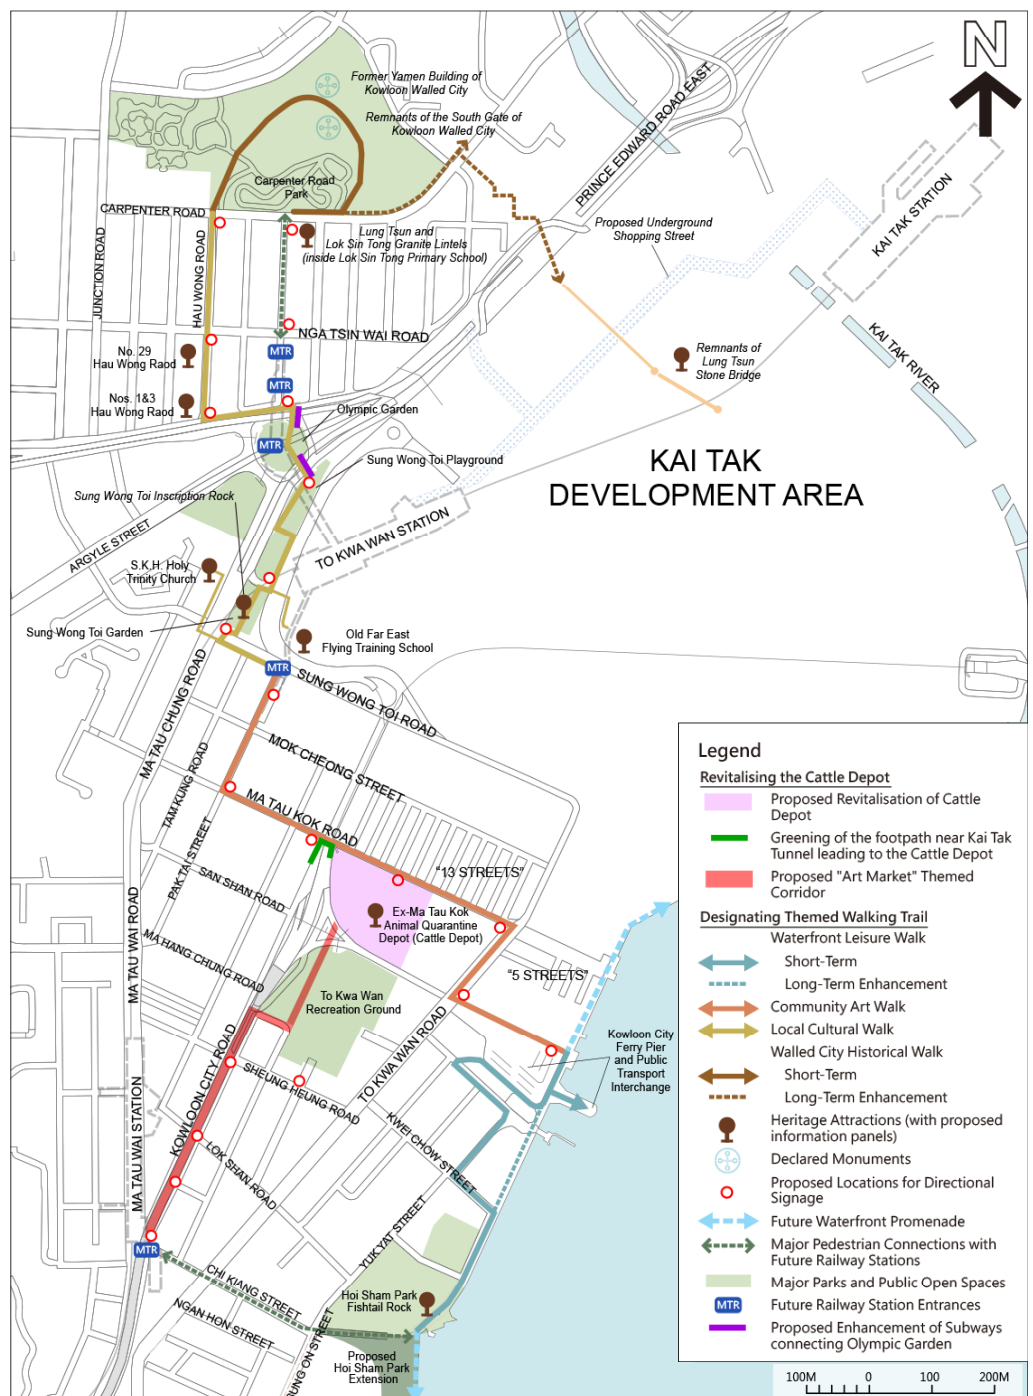 N
Former Yamen Building of
Kowloon Walled City
Remnants of the South Gate of
Kowloon Walled City
PRINCE EDWARD ROAD EAST
Carpenter Road
Park
CARPENTER ROAD
KAI TAK STATION
Lung Tsun and
Lok Sin Tong Granite Lintels
(inside Lok Sin Tong Primary School)
Proposed Underground
Shopping Street
JUNCTION ROAD
HAU WONG ROAD
NGA TSIN WAI ROAD
KAI TAK RIVER
MTR
No. 29
Hau Wong Raod
Remnants of
Lung Tsun
Stone Bridge
MTR
Nos. 1&3
Hau Wong Raod
Olympic Garden
MTR
Sung Wong Toi Playground
KAI TAK
DEVELOPMENT AREA
Sung Wong Toi Inscription Rock
ARGYLE STREET
TO KWA WAN STATION
S.K.H. Holy
Trinity Church
Sung Wong Toi Garden
Old Far East
Flying Training School
MTR
SUNG WONG TOI ROAD
MA TAU CHUNG ROAD
MOK CHEONG STREET
TAM KUNG ROAD
MA TAU KOK ROAD
PAK TAI STREET
SAN SHAN ROAD
"13 STREETS"
Ex-Ma Tau Kok
Animal Quarantine
Depot (Cattle Depot)
MA TAU WAI ROAD
MA HANG CHUNG ROAD
"5 STREETS"
To Kwa Wan
Recreation Ground
TO KWA WAN ROAD
Kowloon City
Ferry Pier
and Public
Transport
Interchange
KOWLOON CITY ROAD
SHEUNG HEUNG ROAD
MA TAU WAI STATION
LOK SHAN ROAD
KWEI CHOW STREET
YUK YAT STREET
MTR
CHI KIANG STREET
NGAN HON STREET
Hoi Sham Park
Fishtail Rock
UNG ON STREET
Proposed
Hoi Sham Park
Extension
Legend
Revitalising the Cattle Depot
Proposed Revitalisation of Cattle
Depot
Greening of the footpath near Kai Tak
Tunnel leading to the Cattle Depot
Proposed "Art Market" Themed
Corridor
Designating Themed Walking Trail
Waterfront Leisure Walk
Short-Term
Long-Term Enhancement
Community Art Walk
Local Cultural Walk
Walled City Historical Walk
Short-Term
Long-Term Enhancement
Heritage Attractions (with proposed
information panels)
Declared Monuments
Proposed Locations for Directional
Signage
Future Waterfront Promenade
Major Pedestrian Connections with
Future Railway Stations
Major Parks and Public Open Spaces
MTR Future Railway Station Entrances
Proposed Enhancement of Subways
connecting Olympic Garden
100M 0 100 200M